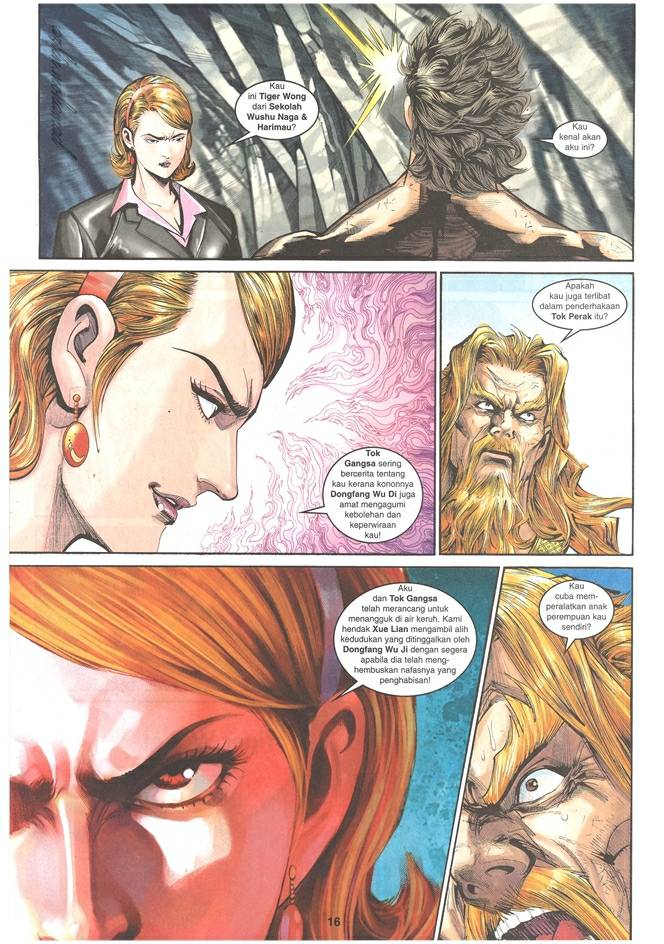 Kau
ini Tiger Wong
dari Sekolah
Wushu Naga &
Harimau?
Kau
kenal akan
aku ini?
Tok
Gangsa sering
bercerita tentang
kau kerana kononnya
Dongfang Wu Di juga
amat mengagumi
kebolehan dan
keperwiraan
kau!
Apakah
kau juga terlibat
dalam penderhakaan
Tok Perak itu?
Aku
dan Tok Gangsa
telah merancang untuk
menangguk di air keruh. Kami
hendak Xue Lian mengambil alih
kedudukan yang ditinggalkan oleh
Dongfang Wu Ji dengan segera
apabila dia telah meng-
hembuskan nafasnya yang
penghabisan!
Kau
cuba mem-
peralatkan anak
perempuan kau
sendiri?
16